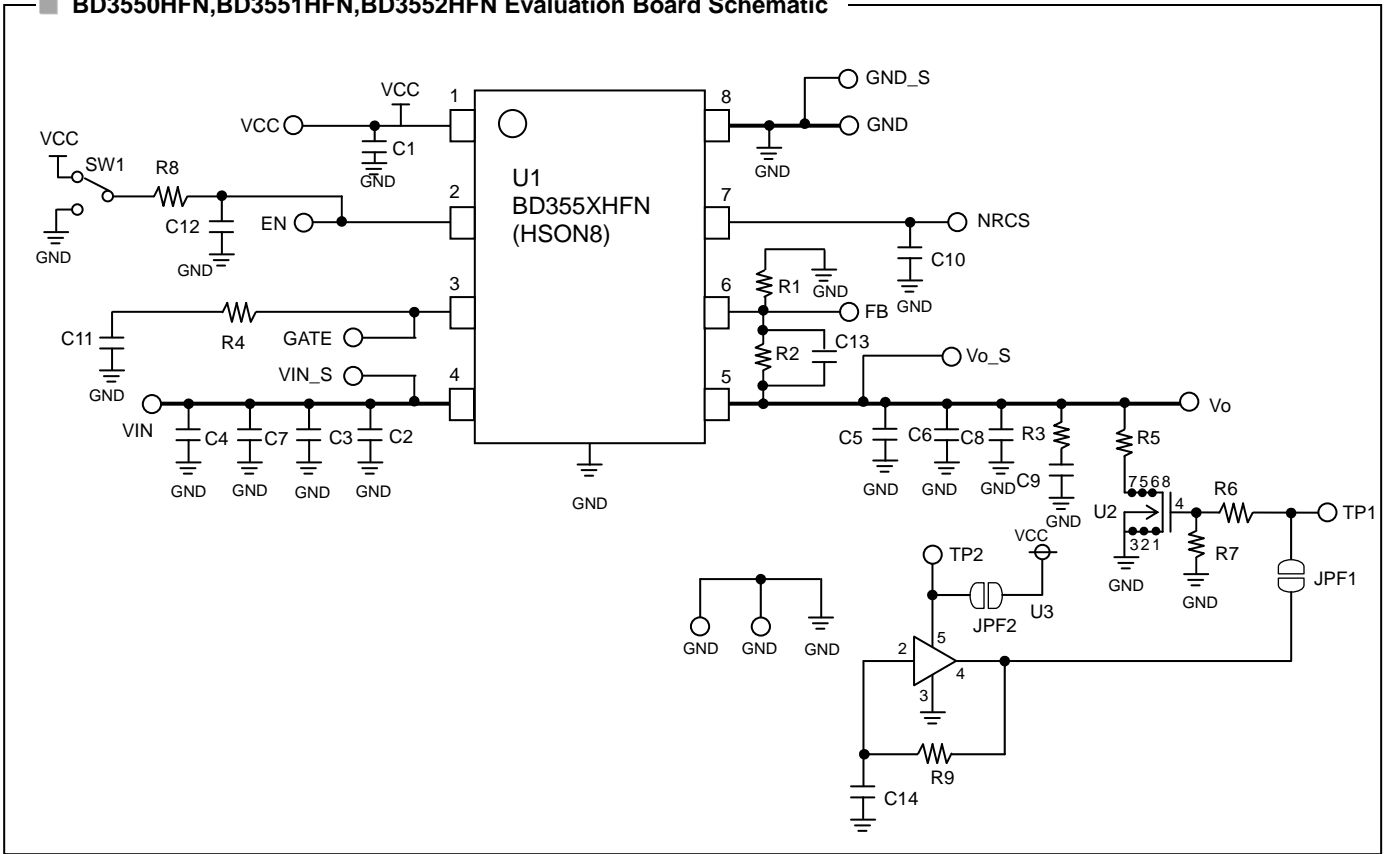 BD3550HFN,BD3551HFN,BD3552HFN Evaluation Board Schematic
GND_S
VCC
1
8
VCC
GND
VCC
C1
SW1
GND
GND
R8
U1
BD355XHFN
(HSON8)
2
7
C12
EN
NRCS
GND
GND
C10
GND
R1
GND
3
6
FB
C11
R4
GATE
R2
C13
VIN_S
Vo_S
GND
4
5
VIN
Vo
C4
C7
C3
C2
C5
C6
C8
R3
R5
GND
GND
GND
GND
GND
GND
GND
GND
C9
7568
4
R6
TP1
U2
GND
321
R7
VCC
TP2
GND
GND
JPF1
JPF2
U3
GND
GND
GND
5
2
4
3
R9
C14